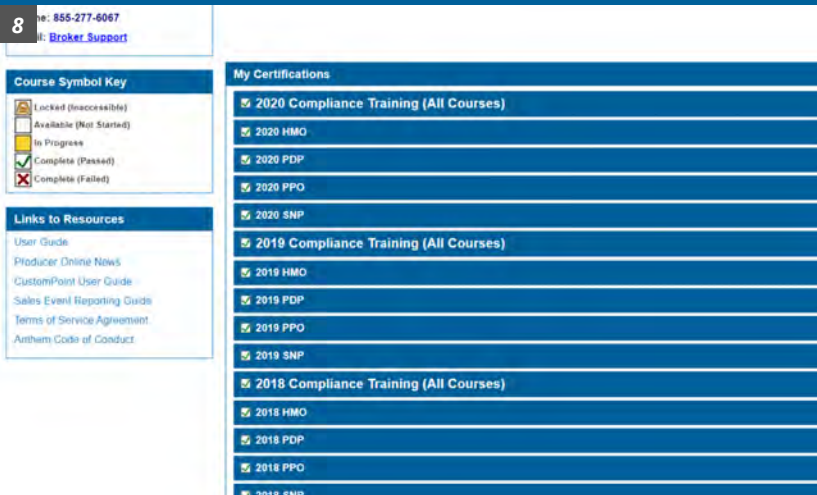 8
ne: 855-277-6067
il: Broker Support
Course Symbol Key
Locked (Inaccessible)
Available (Not Started)
In Progress
Complete (Passed)
Complete (Failed)
Links to Resources
User Guide
Producer Online News
CustomPoint User Guide
Sales Event Reporting Guide
Terms of Service Agreement
Anthem Code of Conduct
My Certifications
2020 Compliance Training (All Courses)
2020 HMO
2020 PDP
2020 PPO
2020 SNP
2019 Compliance Training (All Courses)
2019 HMO
2019 PDP
2019 PPO
2019 SNP
2018 Compliance Training (All Courses)
2018 HMO
2018 PDP
2018 PPO
2018 SNP